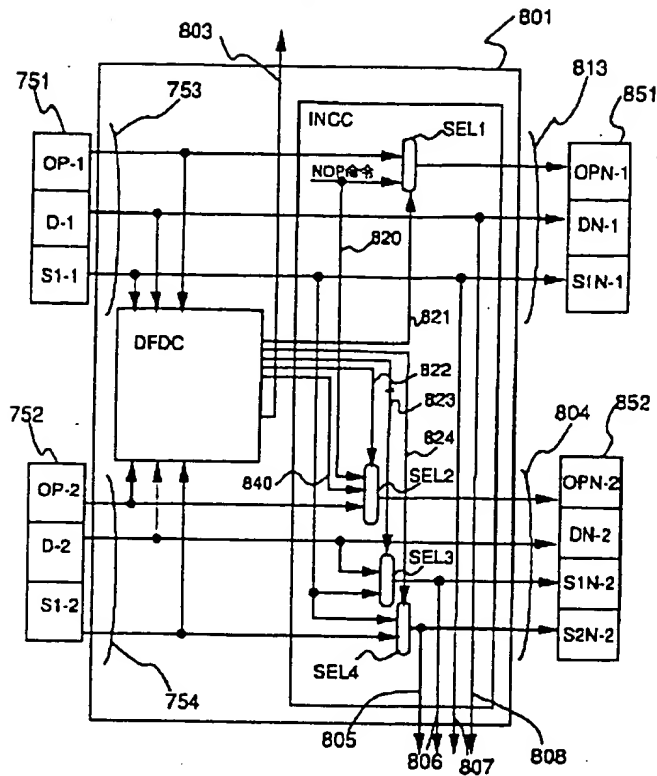 803
801
751
753
813
851
INCC
SEL1
OP-1
NOP命令
OPN-1
D-1
DN-1
820
S1-1
S1N-1
821
DFDC
822
823
752
824
804
852
840
SEL2
OP-2
OPN-2
D-2
DN-2
SEL3
S1N-2
S1-2
S2N-2
SEL4
754
805
806
807
808